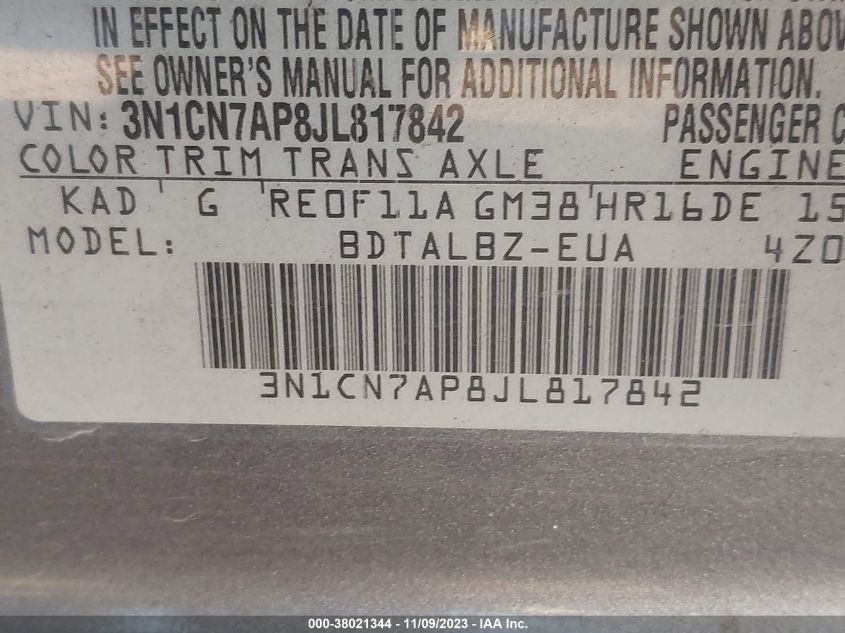 IN EFFECT ON THE DATE OF MANUFACTURE SHOWN ABOV
SEE OWNER'S MANUAL FOR ADDITIONAL INFORMATION.
VIN: 3N1CN7AP8JL817842 PASSENGER C
COLOR TRIM TRANS AXLE ENGINE
KAD G RE0F11A GM38 HR16DE 15
MODEL: BDTALBZ-EUA 4Z0
3N1CN7AP8JL817842
000-38021344 - 11/09/2023 - IAA Inc.